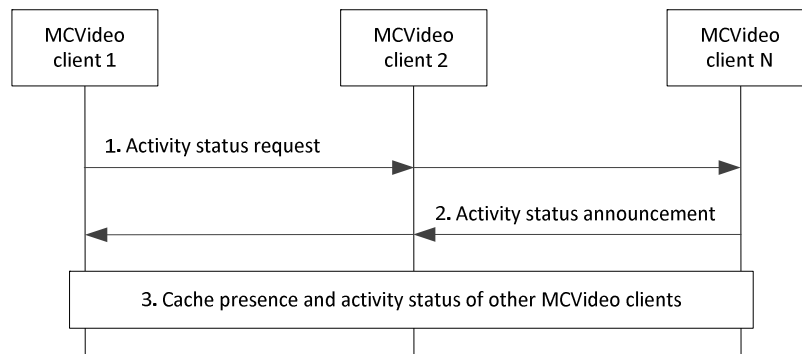 MCVideo
client 1
MCVideo
client 2
MCVideo
client N
1. Activity status request
2. Activity status announcement
3. Cache presence and activity status of other MCVideo clients